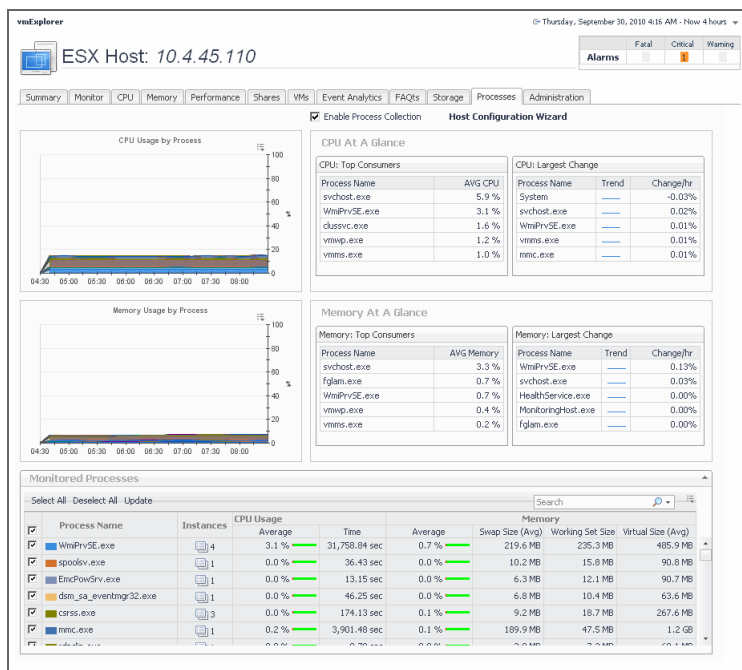 vmExplorer
Thursday, September 30, 2010 4:16 AM - Now 4 hours
ESX Host: 10.4.45.110
Fatal Critical Warning
Alarms 1
Summary Monitor CPU Memory Performance Shares VMs Event Analytics FAQts Storage Processes Administration
Enable Process Collection Host Configuration Wizard
CPU Usage by Process
100
80
60
40
20
0
%
04:30 05:00 05:30 06:00 06:30 07:00 07:30 08:00
CPU At A Glance
CPU: Top Consumers
Process Name AVG CPU
svchost.exe 5.9 %
WmiPrvSE.exe 3.1 %
clussvc.exe 1.6 %
vmwp.exe 1.2 %
vmms.exe 1.0 %
CPU: Largest Change
Process Name Trend Change/hr
System -0.03%
svchost.exe 0.02%
WmiPrvSE.exe 0.01%
vmms.exe 0.01%
mmc.exe 0.01%
Memory Usage by Process
100
80
60
40
20
0
%
04:30 05:00 05:30 06:00 06:30 07:00 07:30 08:00
Memory At A Glance
Memory: Top Consumers
Process Name AVG Memory
svchost.exe 3.3 %
fglam.exe 0.7 %
WmiPrvSE.exe 0.7 %
vmwp.exe 0.4 %
vmms.exe 0.2 %
Memory: Largest Change
Process Name Trend Change/hr
WmiPrvSE.exe 0.13%
svchost.exe 0.03%
HealthService.exe 0.00%
MonitoringHost.exe 0.00%
fglam.exe 0.00%
Monitored Processes
Select All Deselect All Update
Search
Process Name Instances CPU Usage Memory
Average Time Average Swap Size (Avg) Working Set Size Virtual Size (Avg)
WmiPrvSE.exe 4 3.1 % 31,758.84 sec 0.7 % 219.6 MB 235.3 MB 485.9 MB
spoolsv.exe 1 0.0 % 36.43 sec 0.0 % 10.2 MB 15.8 MB 90.8 MB
EmcPowSrv.exe 1 0.0 % 13.15 sec 0.0 % 6.3 MB 12.1 MB 90.7 MB
dsm_sa_eventmgr32.exe 1 0.0 % 46.25 sec 0.0 % 6.8 MB 10.4 MB 63.6 MB
csrss.exe 3 0.0 % 174.13 sec 0.1 % 9.2 MB 18.7 MB 267.6 MB
mmc.exe 1 0.2 % 3,901.48 sec 0.1 % 189.9 MB 47.5 MB 1.2 GB